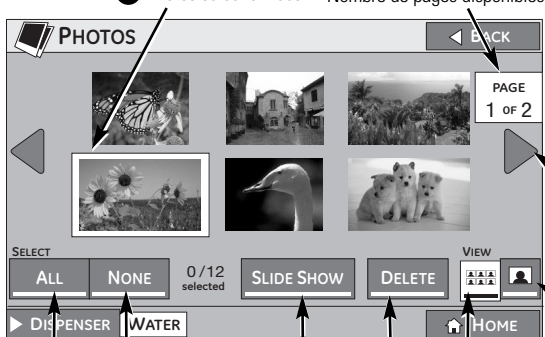 Nombre de pages disponibles
PHOTOS
BACK
PAGE
1 OF 2
SELECT
VIEW
ALL
NONE
0/12
selected
SLIDE SHOW
DELETE
DISPENSER
WATER
HOME